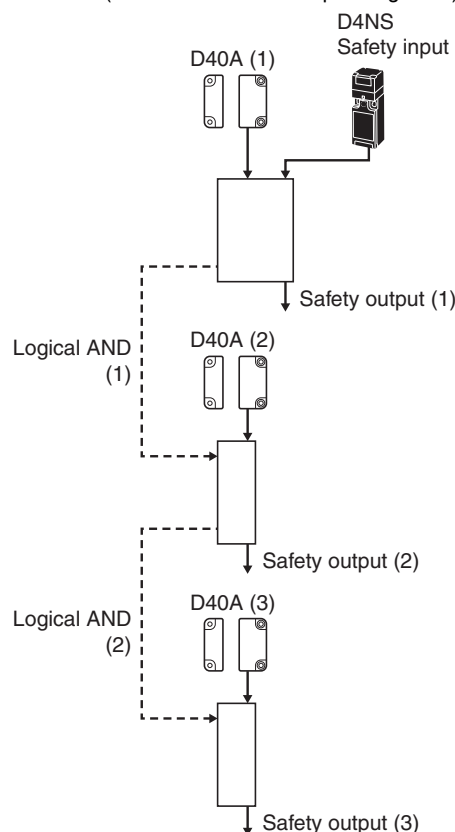 D4NS
Safety input
D40A (1)
Safety output (1)
Logical AND
(1)
D40A (2)
Safety output (2)
Logical AND
(2)
D40A (3)
Safety output (3)